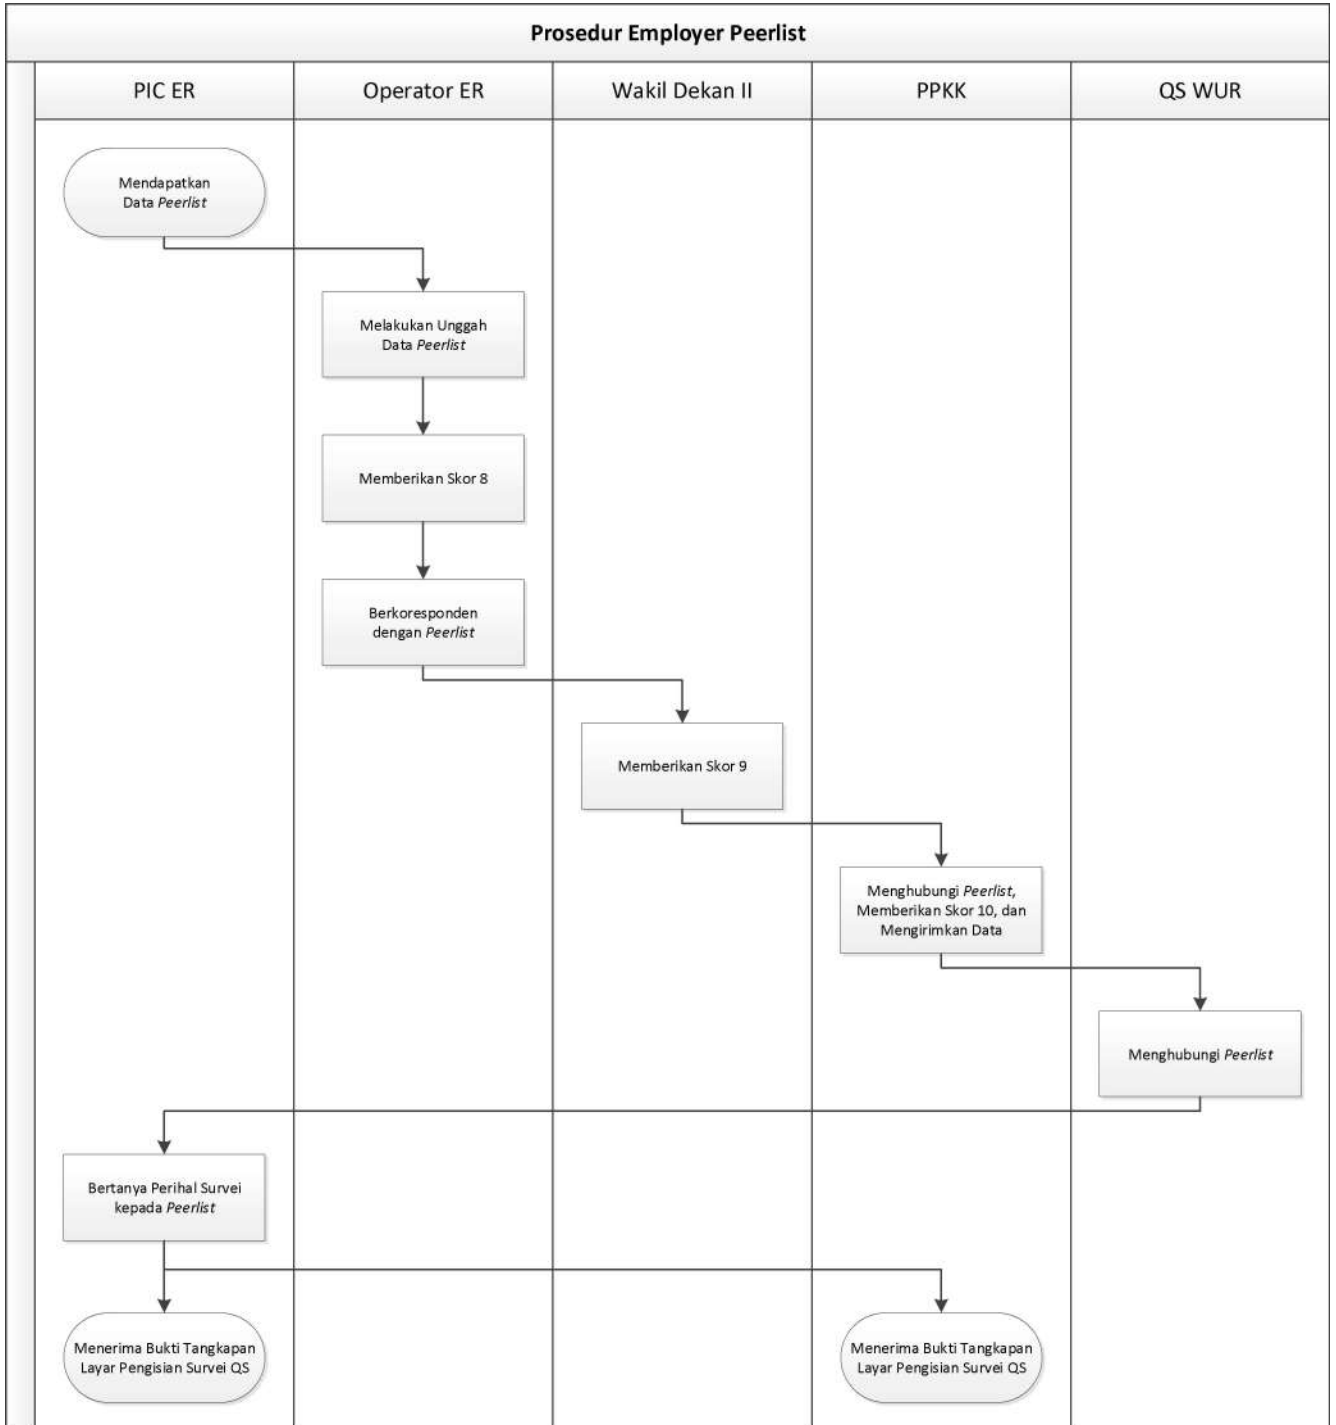 Prosedur Employer Peerlist
PIC ER
Operator ER
Wakil Dekan II
PPKK
QS WUR
Mendapatkan
Data Peerlist
Melakukan Unggah
Data Peerlist
Memberikan Skor 8
Berkoresponden
dengan Peerlist
Memberikan Skor 9
Menghubungi Peerlist,
Memberikan Skor 10, dan
Mengirimkan Data
Menghubungi Peerlist
Bertanya Perihal Survei
kepada Peerlist
Menerima Bukti Tangkapan
Layar Pengisian Survei QS
Menerima Bukti Tangkapan
Layar Pengisian Survei QS